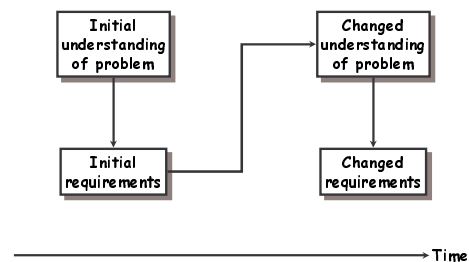 Initial
understanding
of problem
Changed
understanding
of problem
Initial
requirements
Changed
requirements
Time